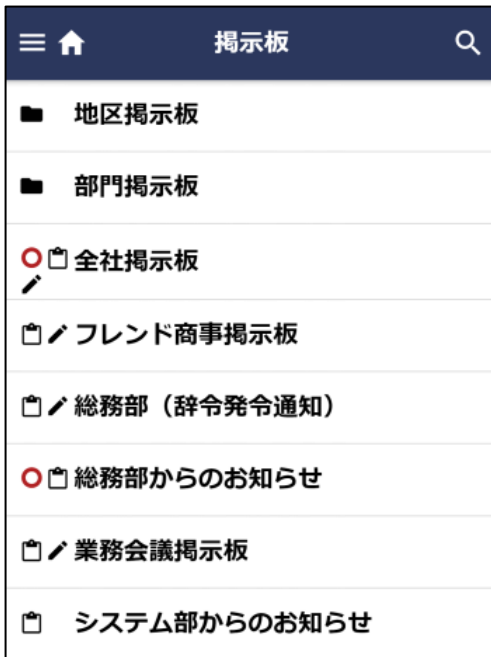 掲示板
地区掲示板
部門掲示板
全社掲示板
フレンド商事掲示板
総務部（辞令発令通知）
総務部からのお知らせ
業務会議掲示板
システム部からのお知らせ